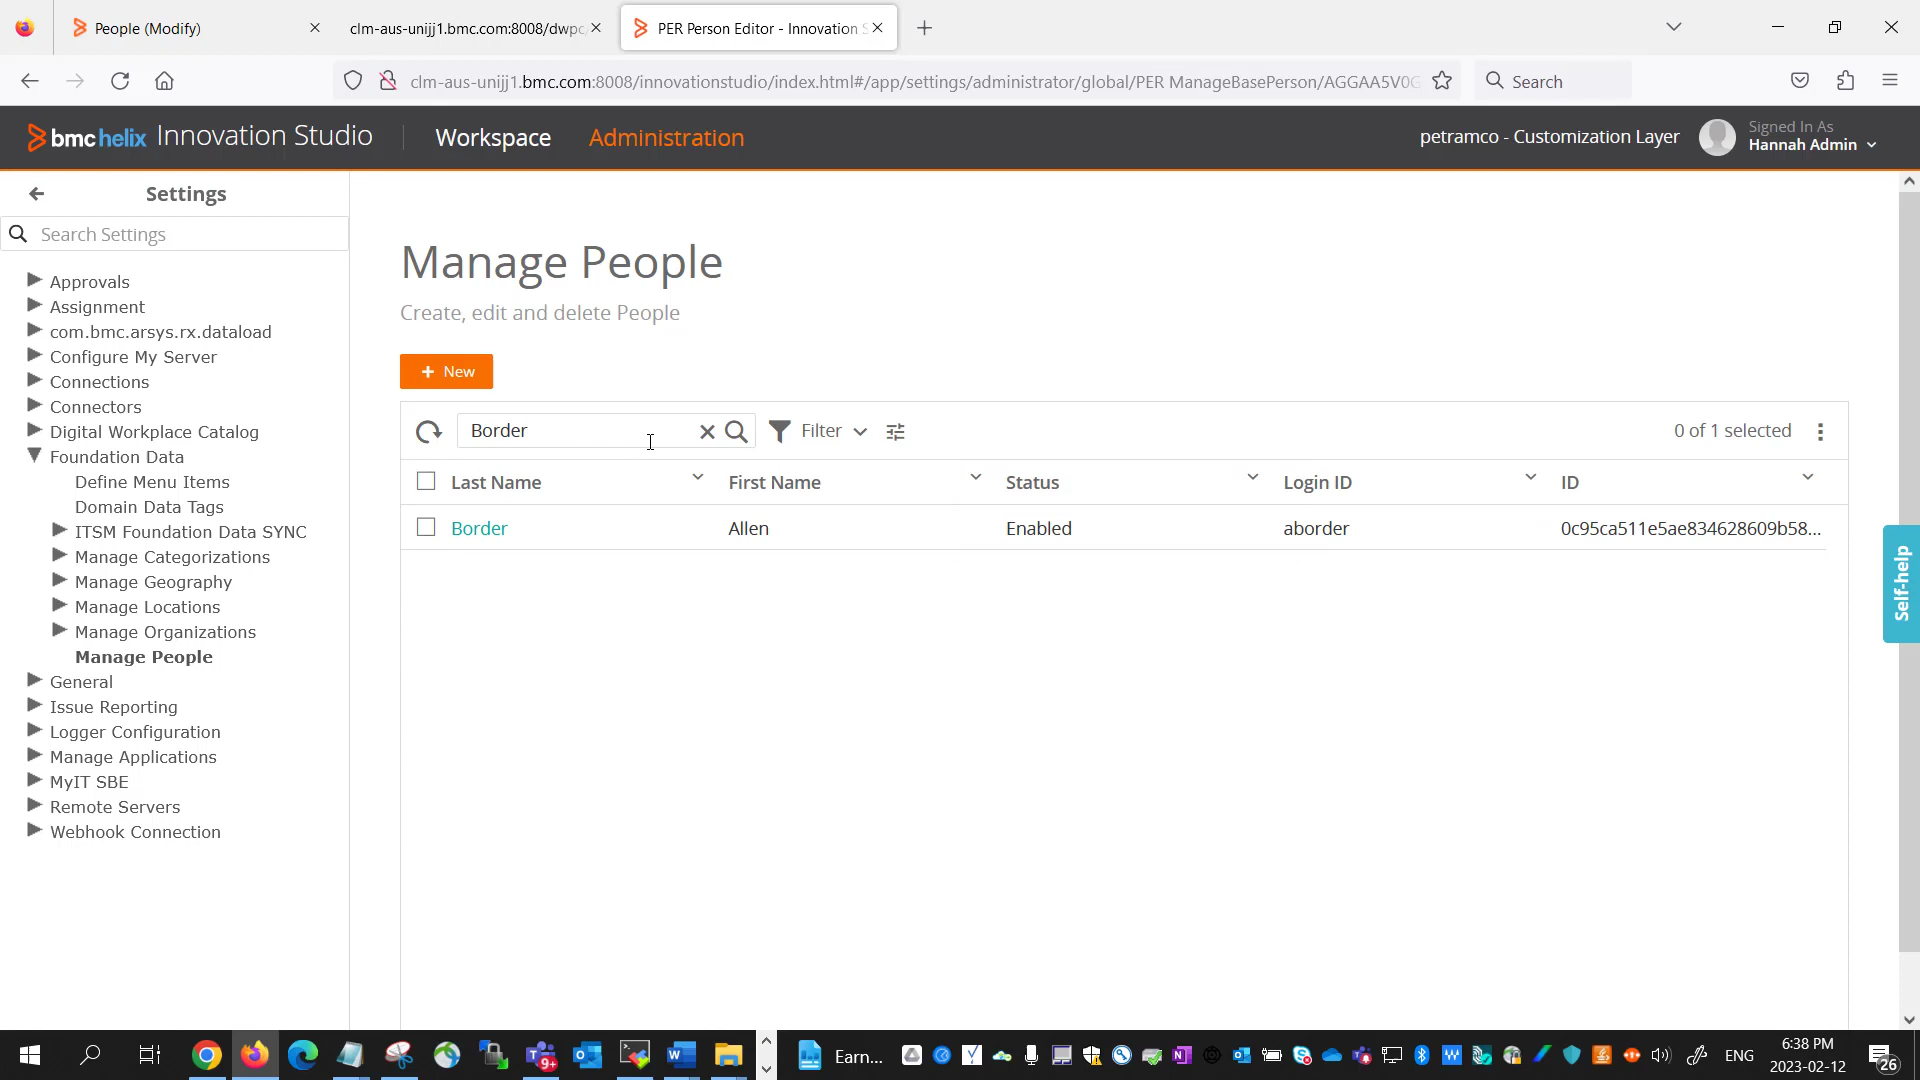 People (Modify)
clm-aus-unijj1.bmc.com:8008/dwpc
PER Person Editor - Innovation S
clm-aus-unijj1.bmc.com:8008/innovationstudio/index.html#/app/settings/administrator/global/PER ManageBasePerson/AGGAA5V0G
Search
bmchelix Innovation Studio
Workspace
Administration
petramco - Customization Layer
Signed In As
Hannah Admin
Settings
Search Settings
Approvals
Assignment
com.bmc.arsys.rx.dataload
Configure My Server
Connections
Connectors
Digital Workplace Catalog
Foundation Data
Define Menu Items
Domain Data Tags
ITSM Foundation Data SYNC
Manage Categorizations
Manage Geography
Manage Locations
Manage Organizations
Manage People
General
Issue Reporting
Logger Configuration
Manage Applications
MyIT SBE
Remote Servers
Webhook Connection
Manage People
Create, edit and delete People
+ New
Border
Filter
0 of 1 selected
Last Name First Name Status Login ID ID
Border Allen Enabled aborder 0c95ca511e5ae834628609b58...
Self-help
9+
Earn...
ENG
6:38 PM
2023-02-12
26